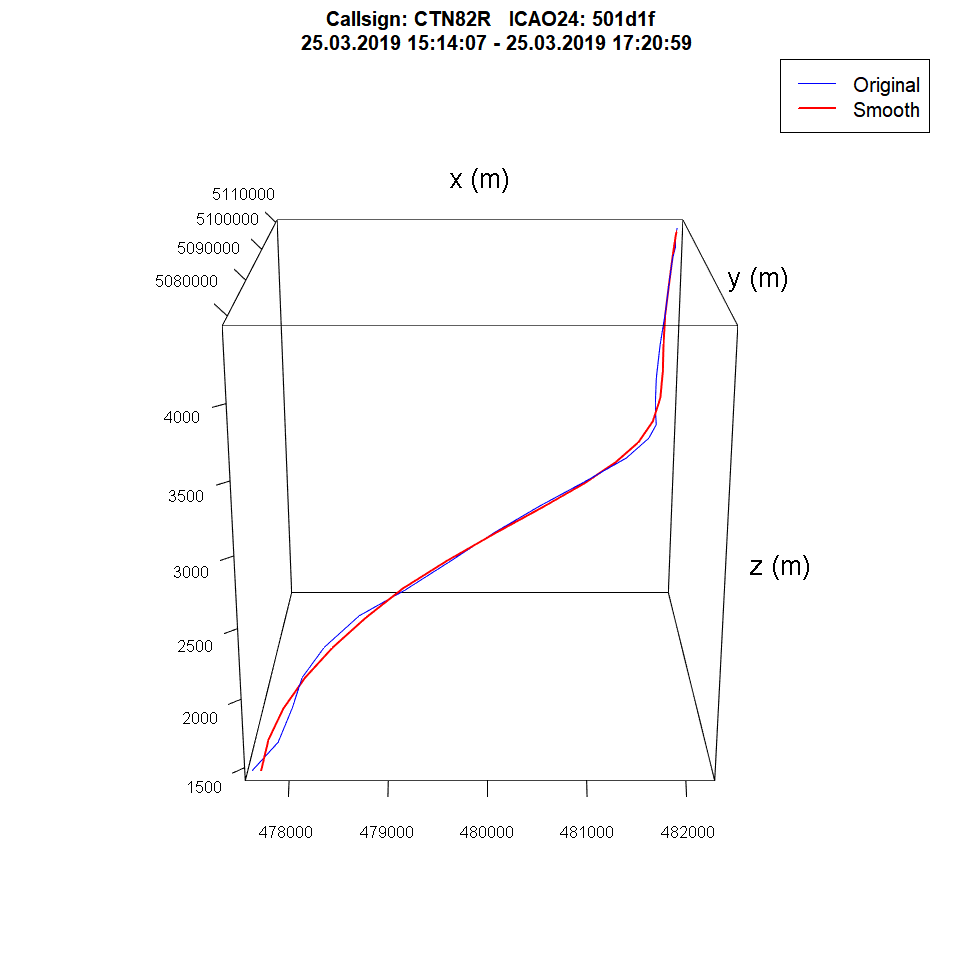 Callsign: CTN82R   ICAO24: 501d1f
25.03.2019 15:14:07 - 25.03.2019 17:20:59
Original
Smooth
x (m)
5110000
5100000
5090000
5080000
y (m)
4000
3500
3000
2500
2000
1500
z (m)
478000 479000 480000 481000 482000